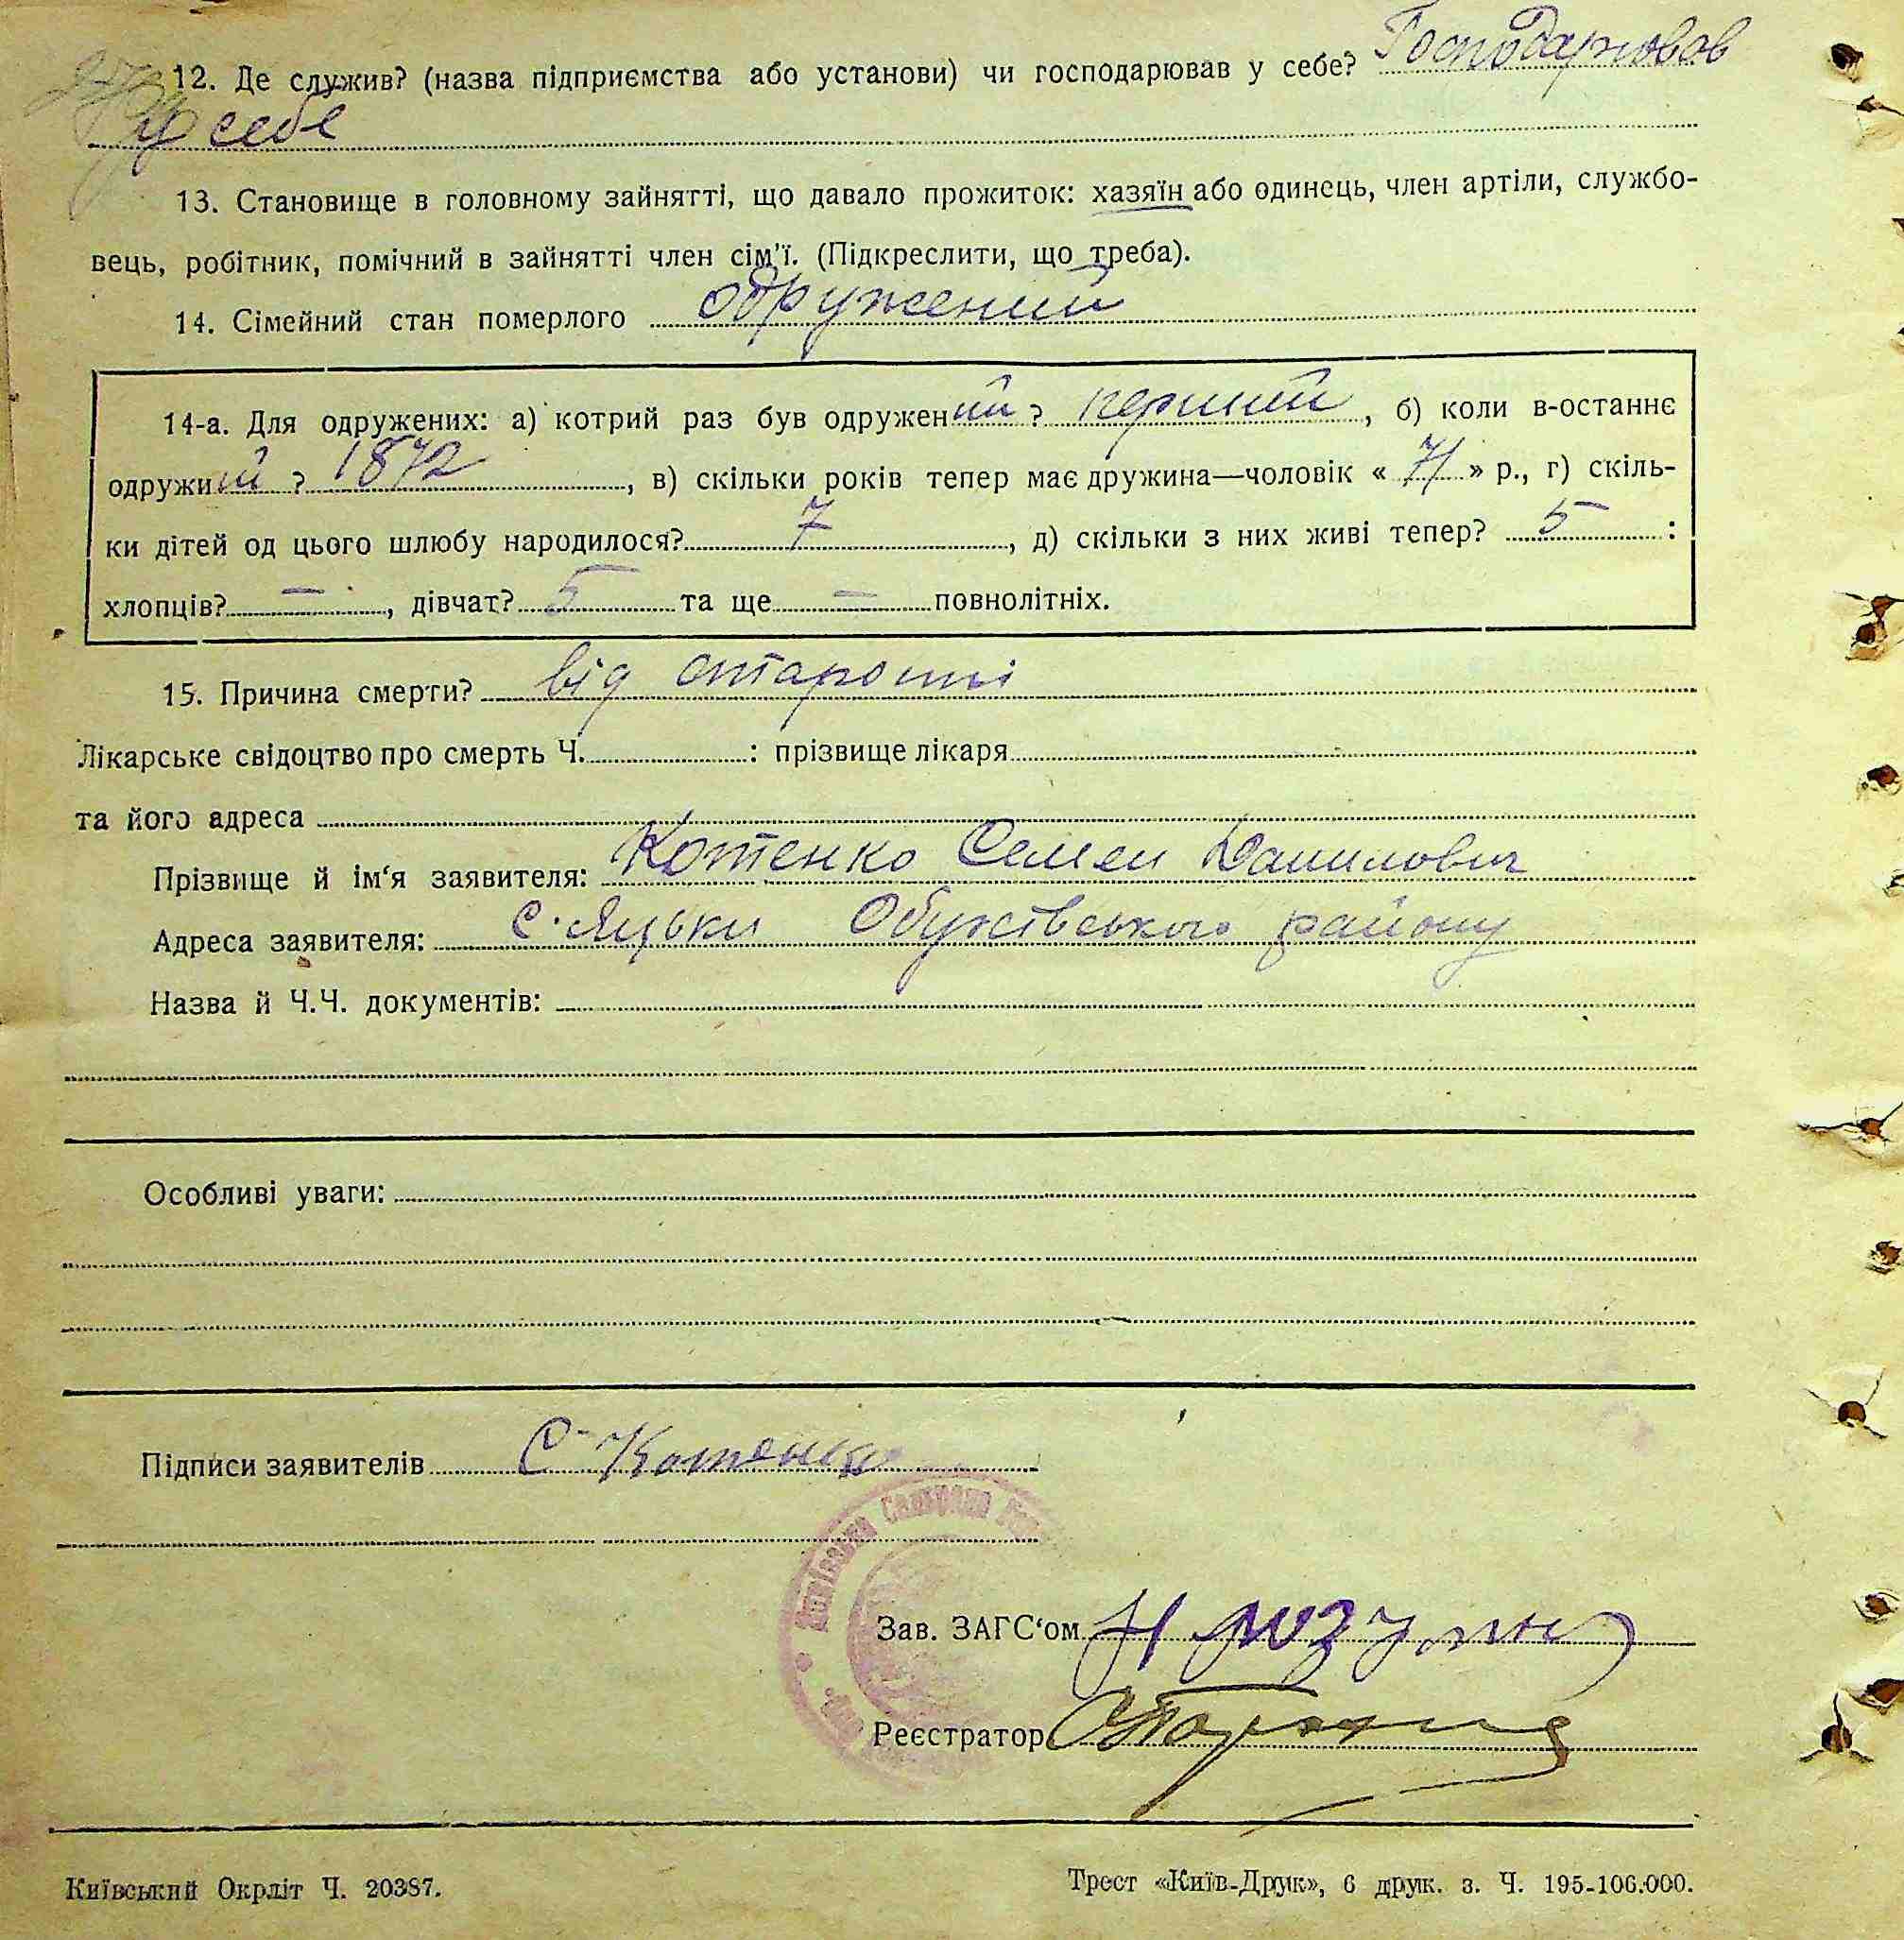 12. Де служив? (назва підприємства або установи) чи господарював у себе? Господарював
у себе
13. Становище в головному зайнятті, що давало прожиток: хазяїн або одинець, член артіли, службо-
вець, робітник, помічний в зайнятті член сім'ї. (Підкреслити, що треба).
14. Сімейний стан померлого одружений
14-а. Для одружених: а) котрий раз був одружений? перший, б) коли в-останнє
одружий? 1872, в) скільки років тепер має дружина—чоловік «71» р., г) скіль-
ки дітей од цього шлюбу народилося? 7, д) скільки з них живі тепер? 5:
хлопців? —, дівчат? 5 та ще — повнолітніх.
15. Причина смерти? від старости
Лікарське свідоцтво про смерть Ч. : прізвище лікаря
та його адреса
Прізвище й ім‘я заявителя: Котенко Семен Данилович
Адреса заявителя: с. Яцьки Обухівського району
Назва й Ч.Ч. документів:
Особливі уваги:
Підписи заявителів С Котенко
Сільрада
Зав. ЗАГС‘ом
Реєстратор
Київський Окрліт Ч. 20387.
Трест «Київ-Друк», 6 друк. з. Ч. 195-106.000.